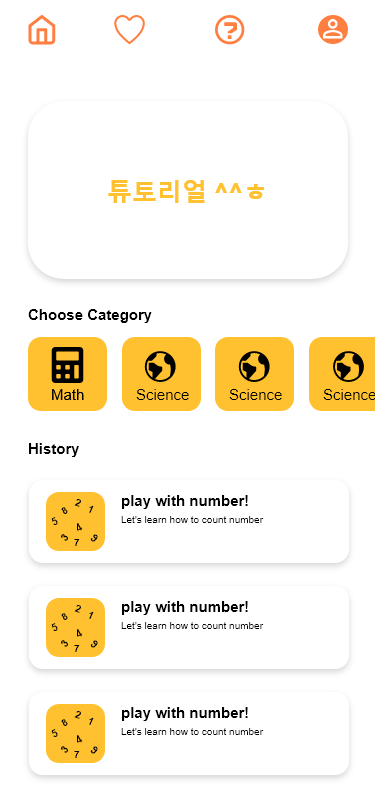 튜토리얼 ^^ㅎ
Choose Category
Math Science Science Science
History
play with number!
Let's learn how to count number
play with number!
Let's learn how to count number
play with number!
Let's learn how to count number